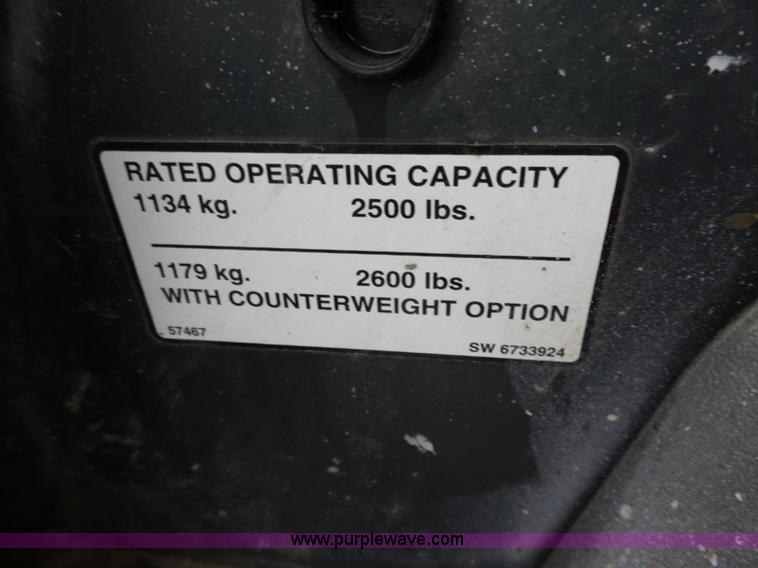 RATED OPERATING CAPACITY
1134 kg. 2500 lbs.
1179 kg. 2600 lbs.
WITH COUNTERWEIGHT OPTION
57467 SW 6733924
www.purplewave.com